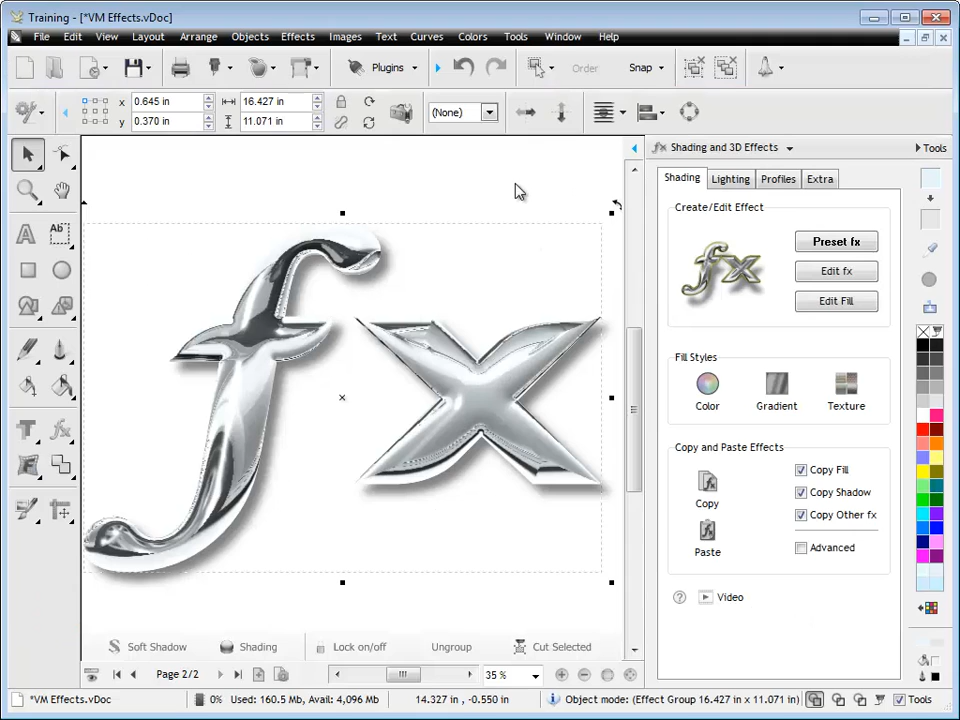 Training - [*VM Effects.vDoc]
File Edit View Layout Arrange Objects Effects Images Text Curves Colors Tools Window Help
Plugins Order Snap
x 0.645 in 16.427 in (None)
y 0.370 in 11.071 in
Shading and 3D Effects Tools
Shading Lighting Profiles Extra
Create/Edit Effect
Preset fx
Edit fx
Edit Fill
fx
Fill Styles
Color Gradient Texture
Copy and Paste Effects
Copy Fill
Copy Shadow
Copy
Copy Other fx
Paste
Advanced
Video
Soft Shadow Shading Lock on/off Ungroup Cut Selected
Page 2/2 35 %
*VM Effects.vDoc 0% Used: 160.5 Mb, Avail: 4,096 Mb 14.327 in, -0.550 in Object mode: (Effect Group 16.427 in x 11.071 in) Tools